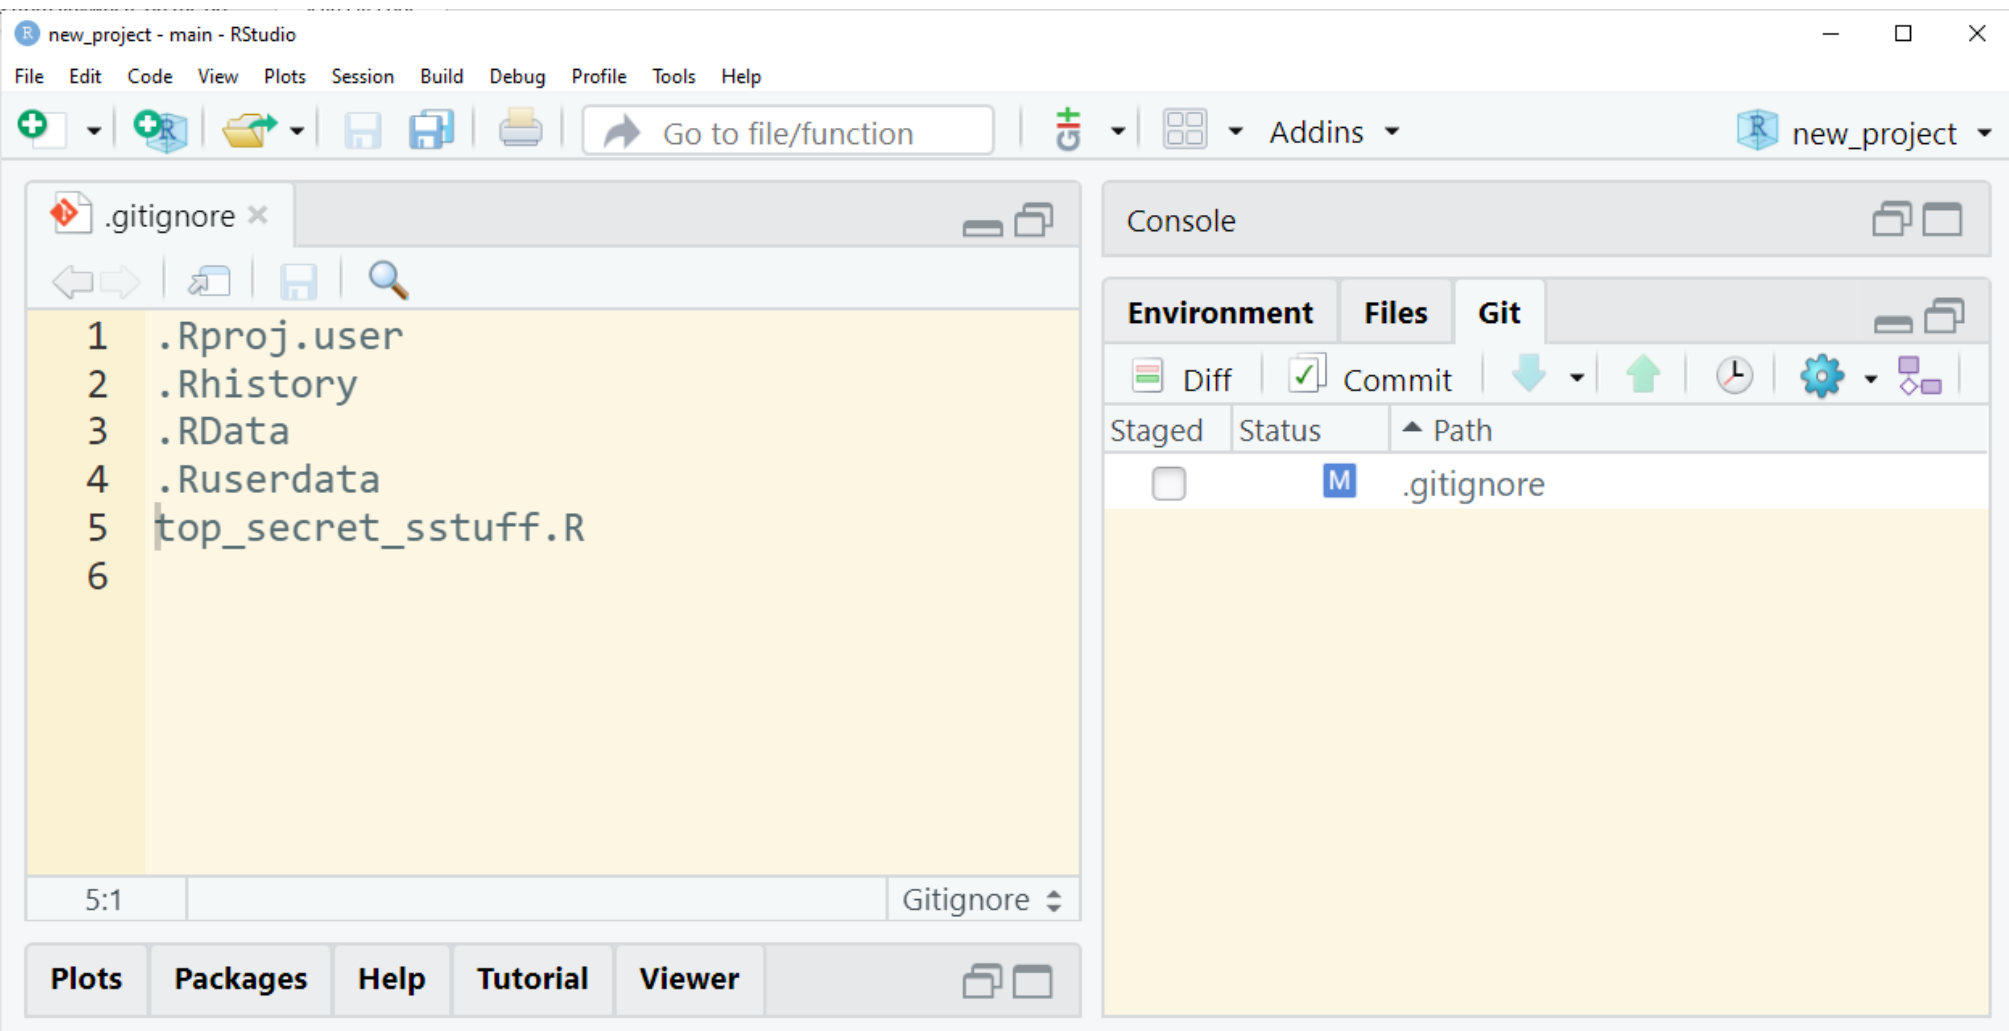 new_project - main - RStudio
File Edit Code View Plots Session Build Debug Profile Tools Help
Go to file/function
Addins
new_project
.gitignore
1 .Rproj.user
2 .Rhistory
3 .RData
4 .Ruserdata
5 top_secret_sstuff.R
6
5:1
Gitignore
Plots Packages Help Tutorial Viewer
Console
Environment Files Git
Diff Commit
Staged Status Path
M .gitignore